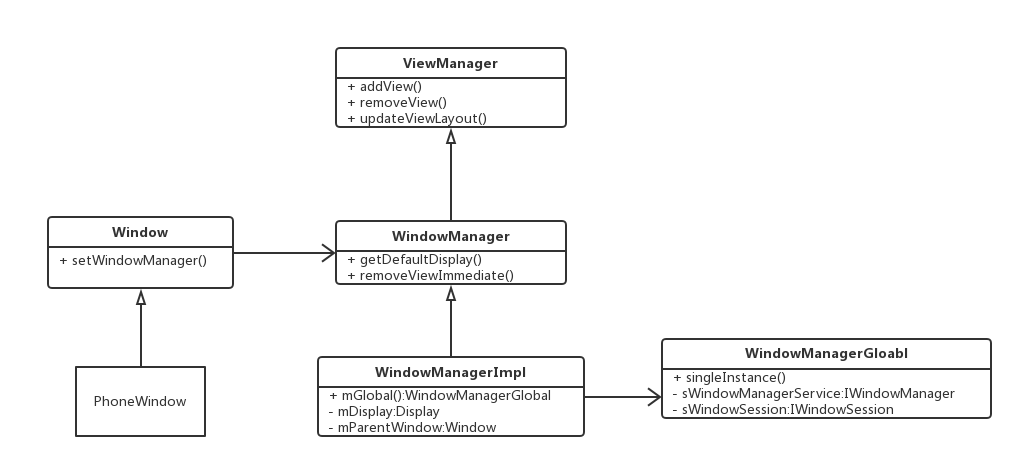 ViewManager
+ addView()
+ removeView()
+ updateViewLayout()
Window
+ setWindowManager()
WindowManager
+ getDefaultDisplay()
+ removeViewImmediate()
PhoneWindow
WindowManagerImpl
+ mGlobal():WindowManagerGlobal
- mDisplay:Display
- mParentWindow:Window
WindowManagerGloabl
+ singleInstance()
- sWindowManagerService:IWindowManager
- sWindowSession:IWindowSession